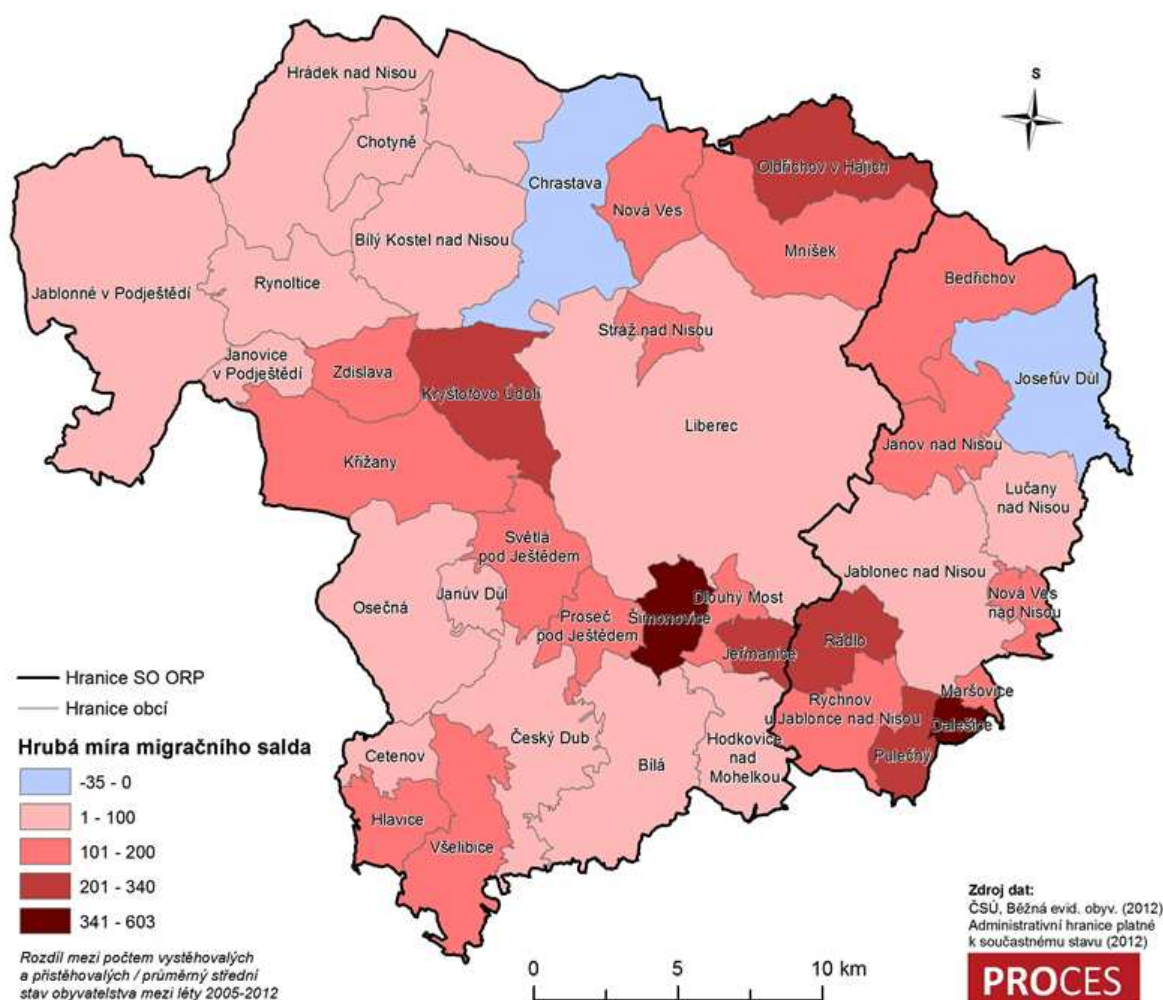 Hrádek nad Nisou
S
Chotyně
Oldřichov v Hájích
Chrastava
Nová Ves
Bílý Kostel nad Nisou
Mníšek
Bedřichov
Rynoltice
Jablonné v Podještědí
Stráž nad Nisou
Janovice
v Podještědí
Zdislava
Josefův Důl
Kryštofovo Údolí
Liberec
Janov nad Nisou
Křižany
Lučany
nad Nisou
Světlá
pod Ještědem
Jablonec nad Nisou
Osečná
Janův Důl
Dlouhý Most
Nová Ves
nad Nisou
Proseč
pod Ještědem
Šimonovice
Rádlo
Jeřmanice
Maršovice
Rychnov
u Jablonce nad Nisou
Dalešice
Český Dub
Hodkovice
nad
Mohelkou
Pulečný
Cetenov
Bílá
Hlavice
Všelibice
Hranice SO ORP
Hranice obcí
Hrubá míra migračního salda
-35 - 0
1 - 100
101 - 200
201 - 340
341 - 603
Rozdíl mezi počtem vystěhovalých
a přistěhovalých / průměrný střední
stav obyvatelstva mezi léty 2005-2012
0 5 10 km
Zdroj dat:
ČSÚ, Běžná evid. obyv. (2012)
Administrativní hranice platné
k součastnému stavu (2012)
PROCES